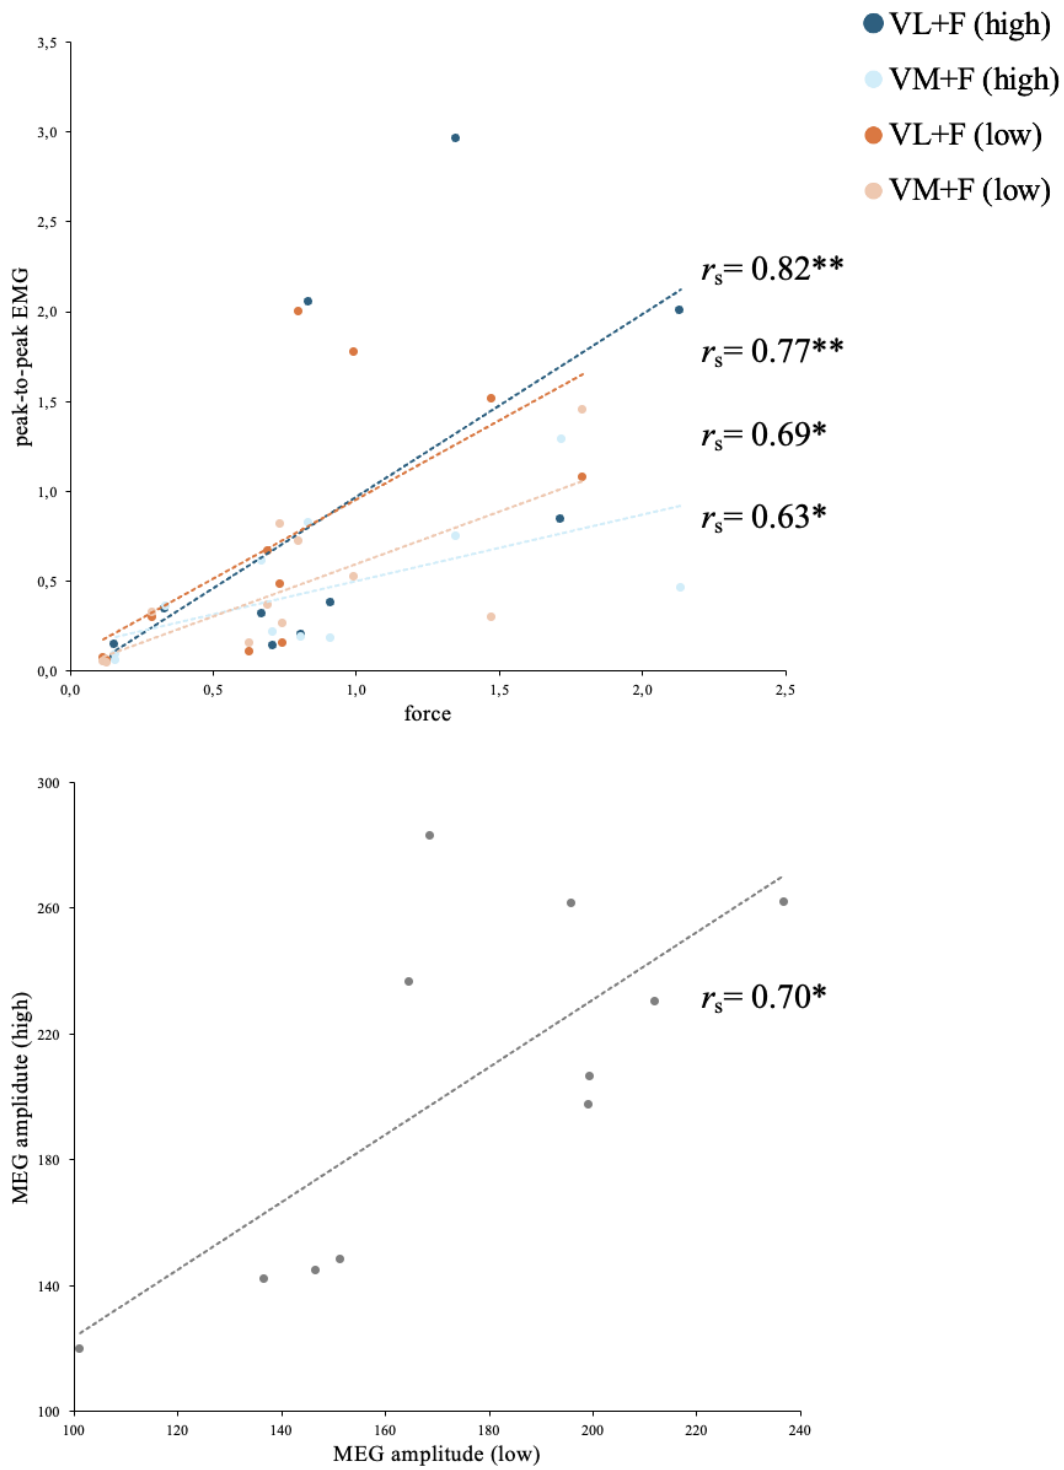 VL+F (high)
VM+F (high)
VL+F (low)
VM+F (low)
3,5
3,0
2,5
2,0
1,5
1,0
0,5
0,0
peak-to-peak EMG
rs= 0.82**
rs= 0.77**
rs= 0.69*
rs= 0.63*
0,0 0,5 1,0 1,5 2,0 2,5
force
300
260
220
180
140
100
MEG amplidute (high)
rs= 0.70*
100 120 140 160 180 200 220 240
MEG amplitude (low)